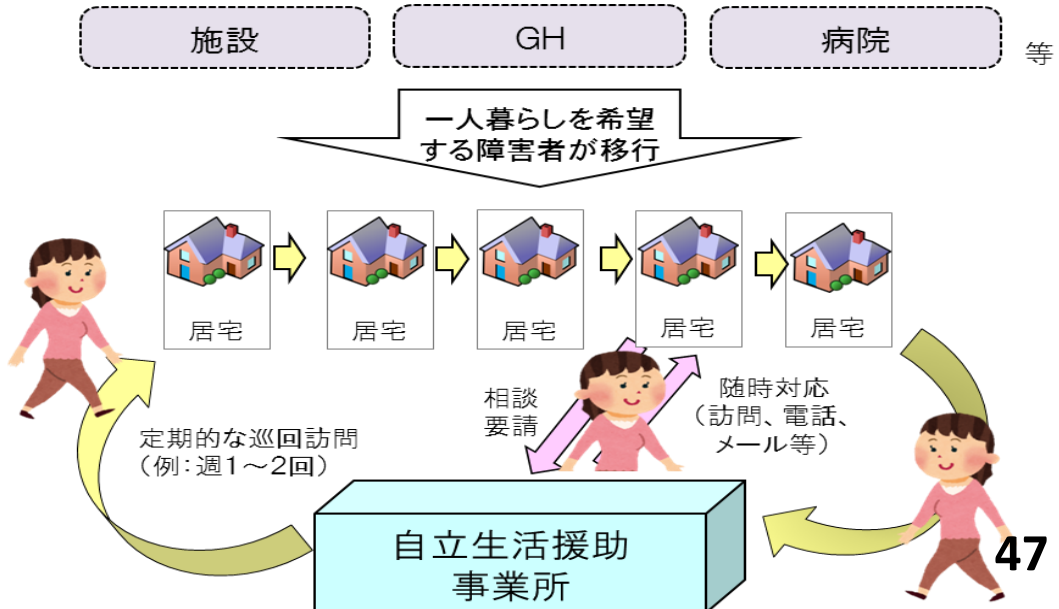 施設
GH
病院
等
一人暮らしを希望
する障害者が移行
居宅
居宅
居宅
居宅
居宅
定期的な巡回訪問
（例：週1～2回）
相談
要請
随時対応
（訪問、電話、
メール等）
自立生活援助
事業所
47